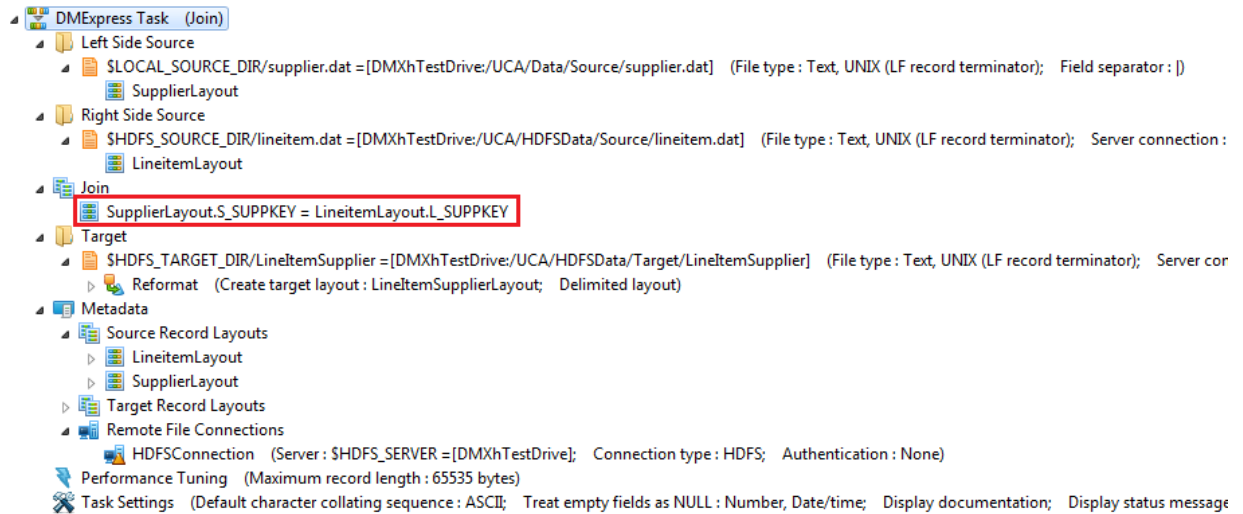 DMExpress Task (Join)
Left Side Source
$LOCAL_SOURCE_DIR/supplier.dat =[DMXhTestDrive:/UCA/Data/Source/supplier.dat] (File type : Text, UNIX (LF record terminator); Field separator : |)
SupplierLayout
Right Side Source
$HDFS_SOURCE_DIR/lineitem.dat =[DMXhTestDrive:/UCA/HDFSData/Source/lineitem.dat] (File type : Text, UNIX (LF record terminator); Server connection :
LineitemLayout
Join
SupplierLayout.S_SUPPKEY = LineitemLayout.L_SUPPKEY
Target
$HDFS_TARGET_DIR/LineItemSupplier =[DMXhTestDrive:/UCA/HDFSData/Target/LineItemSupplier] (File type : Text, UNIX (LF record terminator); Server con
Reformat (Create target layout : LineItemSupplierLayout; Delimited layout)
Metadata
Source Record Layouts
LineitemLayout
SupplierLayout
Target Record Layouts
Remote File Connections
HDFSConnection (Server : $HDFS_SERVER =[DMXhTestDrive]; Connection type : HDFS; Authentication : None)
Performance Tuning (Maximum record length : 65535 bytes)
Task Settings (Default character collating sequence : ASCII; Treat empty fields as NULL : Number, Date/time; Display documentation; Display status message